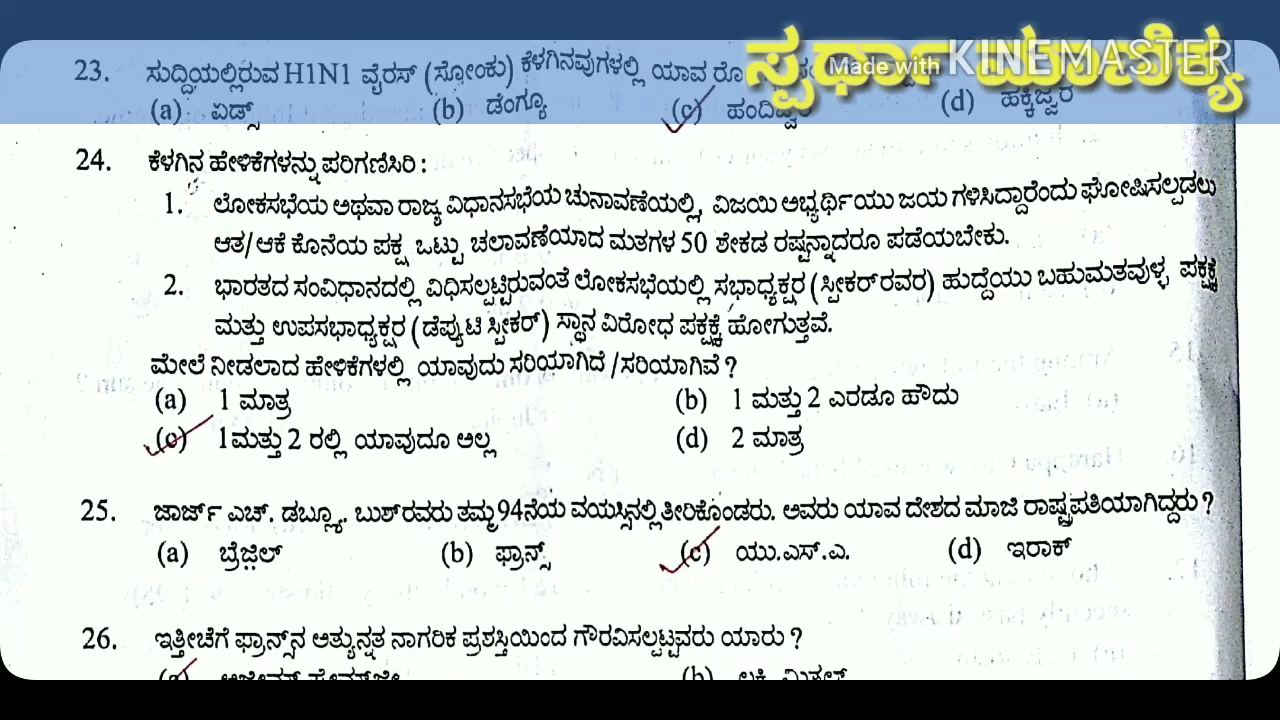 ಸ್ಪರ್ಧಾ ಸಾಹಿತ್ಯ
Made with KINEMASTER
23. ಸುದ್ದಿಯಲ್ಲಿರುವ H1N1 ವೈರಸ್ (ಸೋಂಕು) ಕೆಳಗಿನವುಗಳಲ್ಲಿ ಯಾವ
(a) ಏಡ್ಸ್ (b) ಡೆಂಗ್ಯೂ (c) ಹಂದಿಜ್ವರ (d) ಹಕ್ಕಿಜ್ವರ
24. ಕೆಳಗಿನ ಹೇಳಿಕೆಗಳನ್ನು ಪರಿಗಣಿಸಿರಿ :
1. ಲೋಕಸಭೆಯ ಅಥವಾ ರಾಜ್ಯ ವಿಧಾನಸಭೆಯ ಚುನಾವಣೆಯಲ್ಲಿ, ವಿಜಯಿ ಅಭ್ಯರ್ಥಿಯು ಜಯ ಗಳಿಸಿದ್ದಾರೆಂದು ಘೋಷಿಸಲ್ಪಡಲು
ಆತ/ಆಕೆ ಕೊನೆಯ ಪಕ್ಷ ಒಟ್ಟು ಚಲಾವಣೆಯಾದ ಮತಗಳ 50 ಶೇಕಡ ರಷ್ಟನ್ನಾದರೂ ಪಡೆಯಬೇಕು.
2. ಭಾರತದ ಸಂವಿಧಾನದಲ್ಲಿ ವಿಧಿಸಲ್ಪಟ್ಟಿರುವಂತೆ ಲೋಕಸಭೆಯಲ್ಲಿ ಸಭಾಧ್ಯಕ್ಷರ (ಸ್ಪೀಕರ್ ರವರ) ಹುದ್ದೆಯು ಬಹುಮತವುಳ್ಳ ಪಕ್ಷಕ್ಕೆ
ಮತ್ತು ಉಪಸಭಾಧ್ಯಕ್ಷರ (ಡೆಪ್ಯುಟಿ ಸ್ಪೀಕರ್) ಸ್ಥಾನ ವಿರೋಧ ಪಕ್ಷಕ್ಕೆ ಹೋಗುತ್ತವೆ.
ಮೇಲೆ ನೀಡಲಾದ ಹೇಳಿಕೆಗಳಲ್ಲಿ ಯಾವುದು ಸರಿಯಾಗಿದೆ /ಸರಿಯಾಗಿವೆ ?
(a) 1 ಮಾತ್ರ (b) 1 ಮತ್ತು 2 ಎರಡೂ ಹೌದು
(c) 1ಮತ್ತು 2 ರಲ್ಲಿ ಯಾವುದೂ ಅಲ್ಲ (d) 2 ಮಾತ್ರ
25. ಜಾರ್ಜ್ ಎಚ್. ಡಬ್ಲ್ಯೂ. ಬುಶ್‌ರವರು ತಮ್ಮ 94ನೆಯ ವಯಸ್ಸಿನಲ್ಲಿ ತೀರಿಕೊಂಡರು. ಅವರು ಯಾವ ದೇಶದ ಮಾಜಿ ರಾಷ್ಟ್ರಪತಿಯಾಗಿದ್ದರು ?
(a) ಬ್ರೆಜಿಲ್ (b) ಫ್ರಾನ್ಸ್ (c) ಯು.ಎಸ್.ಎ. (d) ಇರಾಕ್
26. ಇತ್ತೀಚೆಗೆ ಫ್ರಾನ್ಸ್‌ನ ಅತ್ಯುನ್ನತ ನಾಗರಿಕ ಪ್ರಶಸ್ತಿಯಿಂದ ಗೌರವಿಸಲ್ಪಟ್ಟವರು ಯಾರು ?
(a) (b)